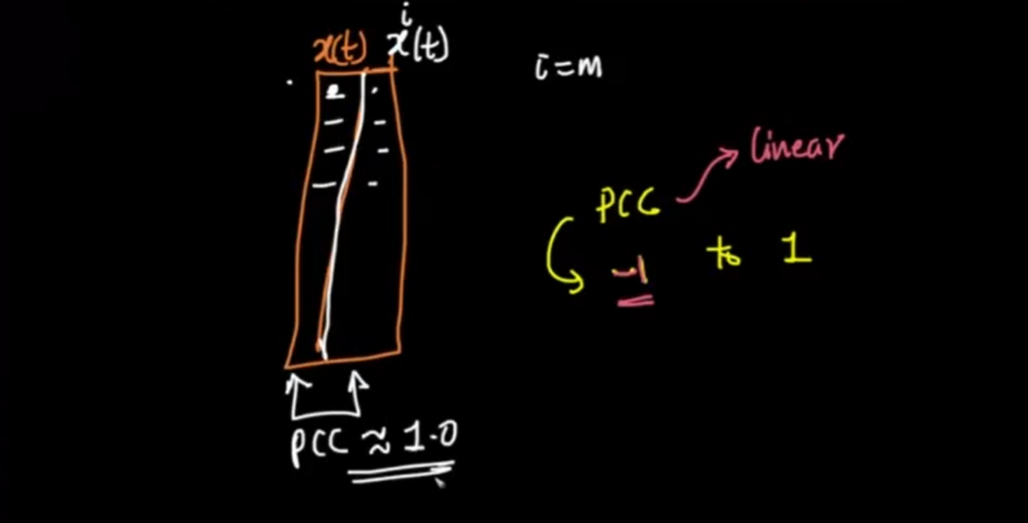 i
x(t) x(t)
i=m
linear
PCC
-1 to 1
PCC ≈ 1.0